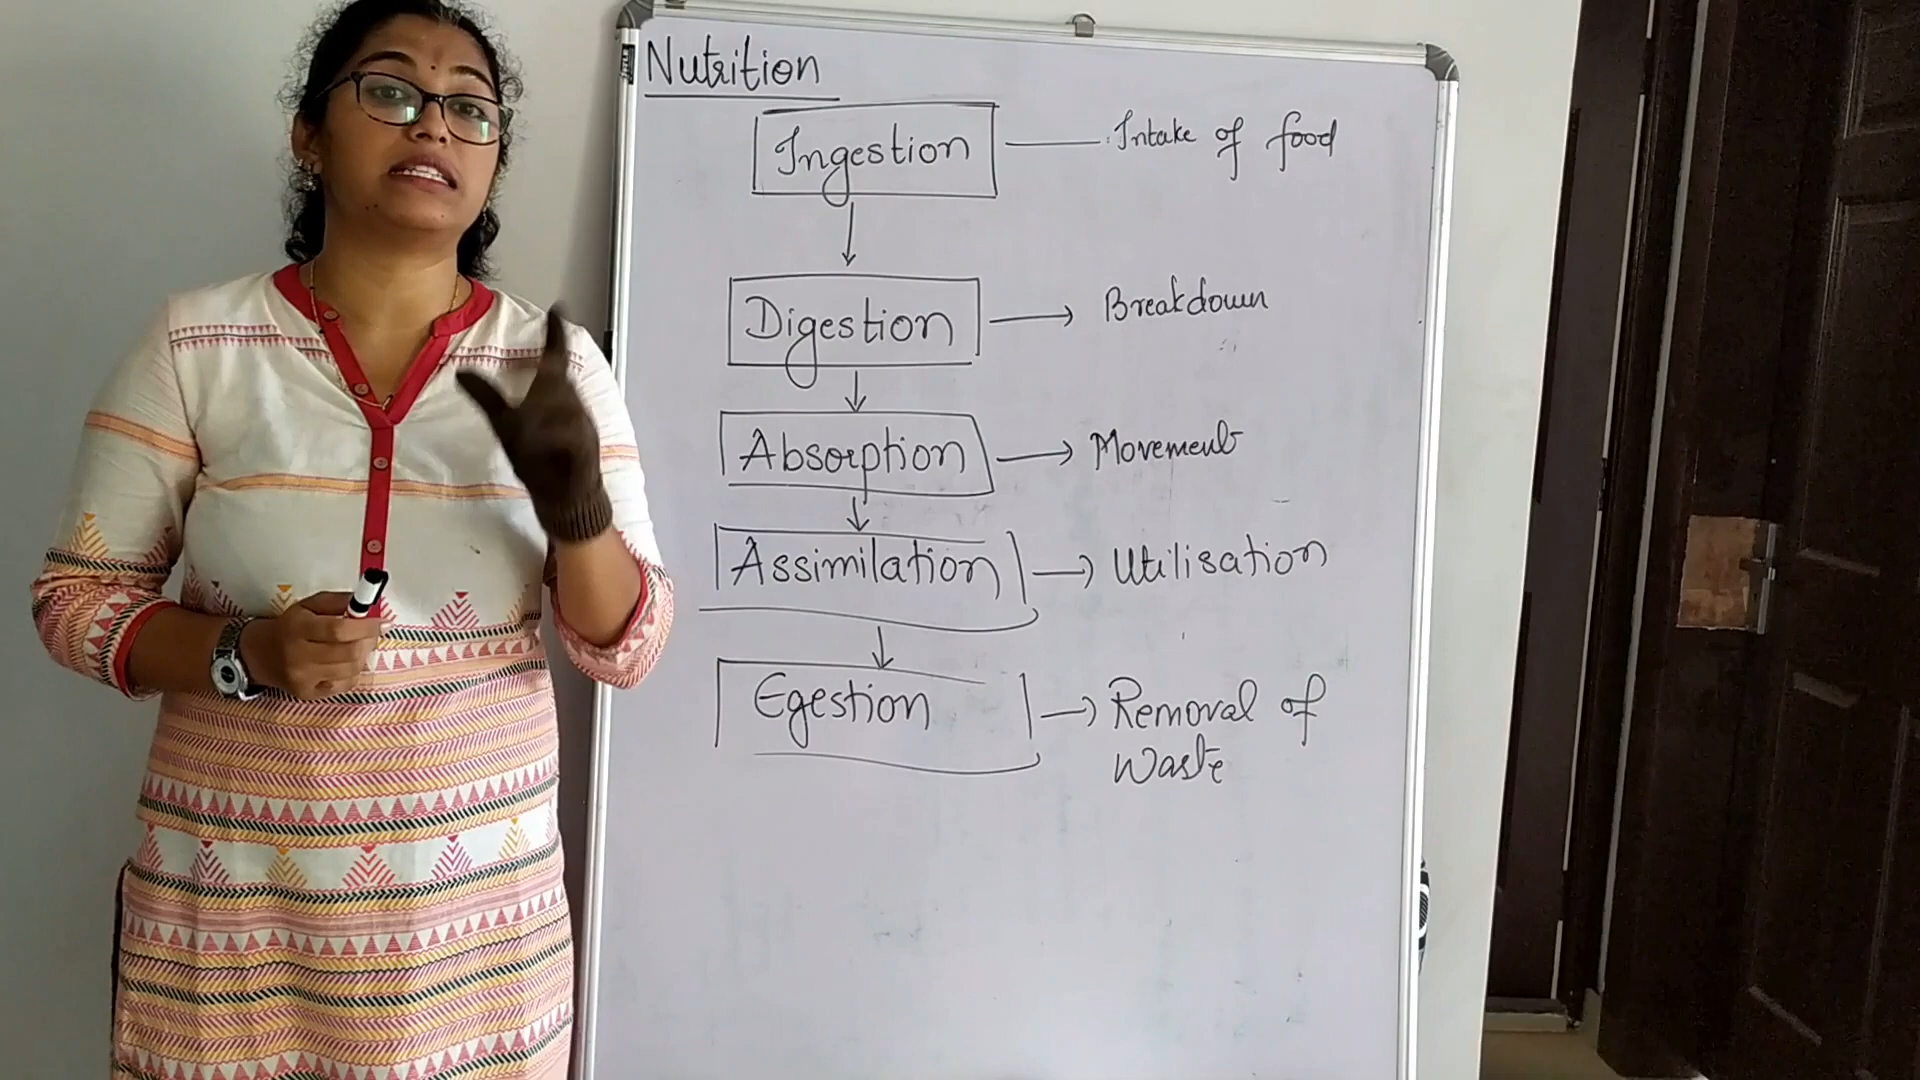 Nutrition
Ingestion Intake of food
Digestion → Breakdown
Absorption → Movement
Assimilation → Utilisation
Egestion → Removal of
Waste